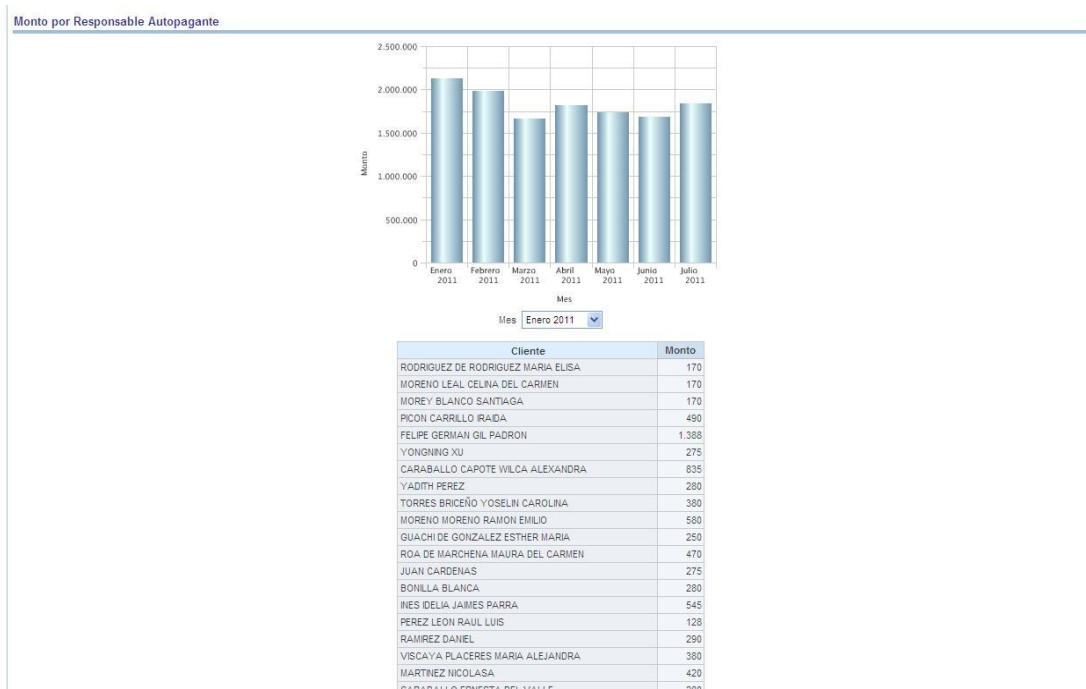 Monto por Responsable Autopagante
2.500.000
2.000.000
1.500.000
1.000.000
500.000
0
Monto
Enero 2011
Febrero 2011
Marzo 2011
Abril 2011
Mayo 2011
Junio 2011
Julio 2011
Mes
Mes Enero 2011
Cliente Monto
RODRIGUEZ DE RODRIGUEZ MARIA ELISA 170
MORENO LEAL CELINA DEL CARMEN 170
MOREY BLANCO SANTIAGA 170
PICON CARRILLO IRAIDA 490
FELIPE GERMAN GIL PADRON 1.388
YONGNING XU 275
CARABALLO CAPOTE WILCA ALEXANDRA 835
YADITH PEREZ 280
TORRES BRICEÑO YOSELIN CAROLINA 380
MORENO MORENO RAMON EMILIO 580
GUACHI DE GONZALEZ ESTHER MARIA 250
ROA DE MARCHENA MAURA DEL CARMEN 470
JUAN CARDENAS 275
BONILLA BLANCA 280
INES IDELIA JAIMES PARRA 545
PEREZ LEON RAUL LUIS 128
RAMIREZ DANIEL 290
VISCAYA PLACERES MARIA ALEJANDRA 380
MARTINEZ NICOLASA 420
CARABALLO ERNESTA DEL VALLE